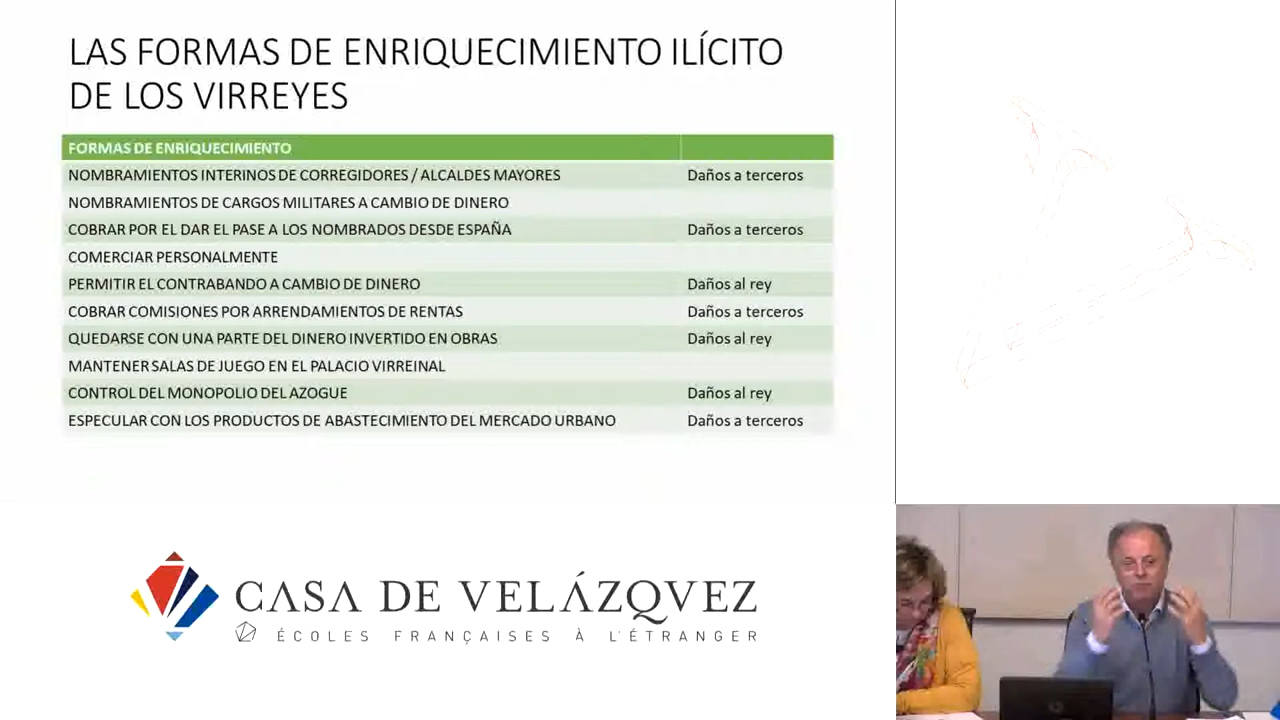 LAS FORMAS DE ENRIQUECIMIENTO ILÍCITO
DE LOS VIRREYES
FORMAS DE ENRIQUECIMIENTO
NOMBRAMIENTOS INTERINOS DE CORREGIDORES / ALCALDES MAYORES Daños a terceros
NOMBRAMIENTOS DE CARGOS MILITARES A CAMBIO DE DINERO
COBRAR POR EL DAR EL PASE A LOS NOMBRADOS DESDE ESPAÑA Daños a terceros
COMERCIAR PERSONALMENTE
PERMITIR EL CONTRABANDO A CAMBIO DE DINERO Daños al rey
COBRAR COMISIONES POR ARRENDAMIENTOS DE RENTAS Daños a terceros
QUEDARSE CON UNA PARTE DEL DINERO INVERTIDO EN OBRAS Daños al rey
MANTENER SALAS DE JUEGO EN EL PALACIO VIRREINAL
CONTROL DEL MONOPOLIO DEL AZOGUE Daños al rey
ESPECULAR CON LOS PRODUCTOS DE ABASTECIMIENTO DEL MERCADO URBANO Daños a terceros
CASA DE VELÁZQVEZ
ÉCOLES FRANÇAISES À L'ÉTRANGER